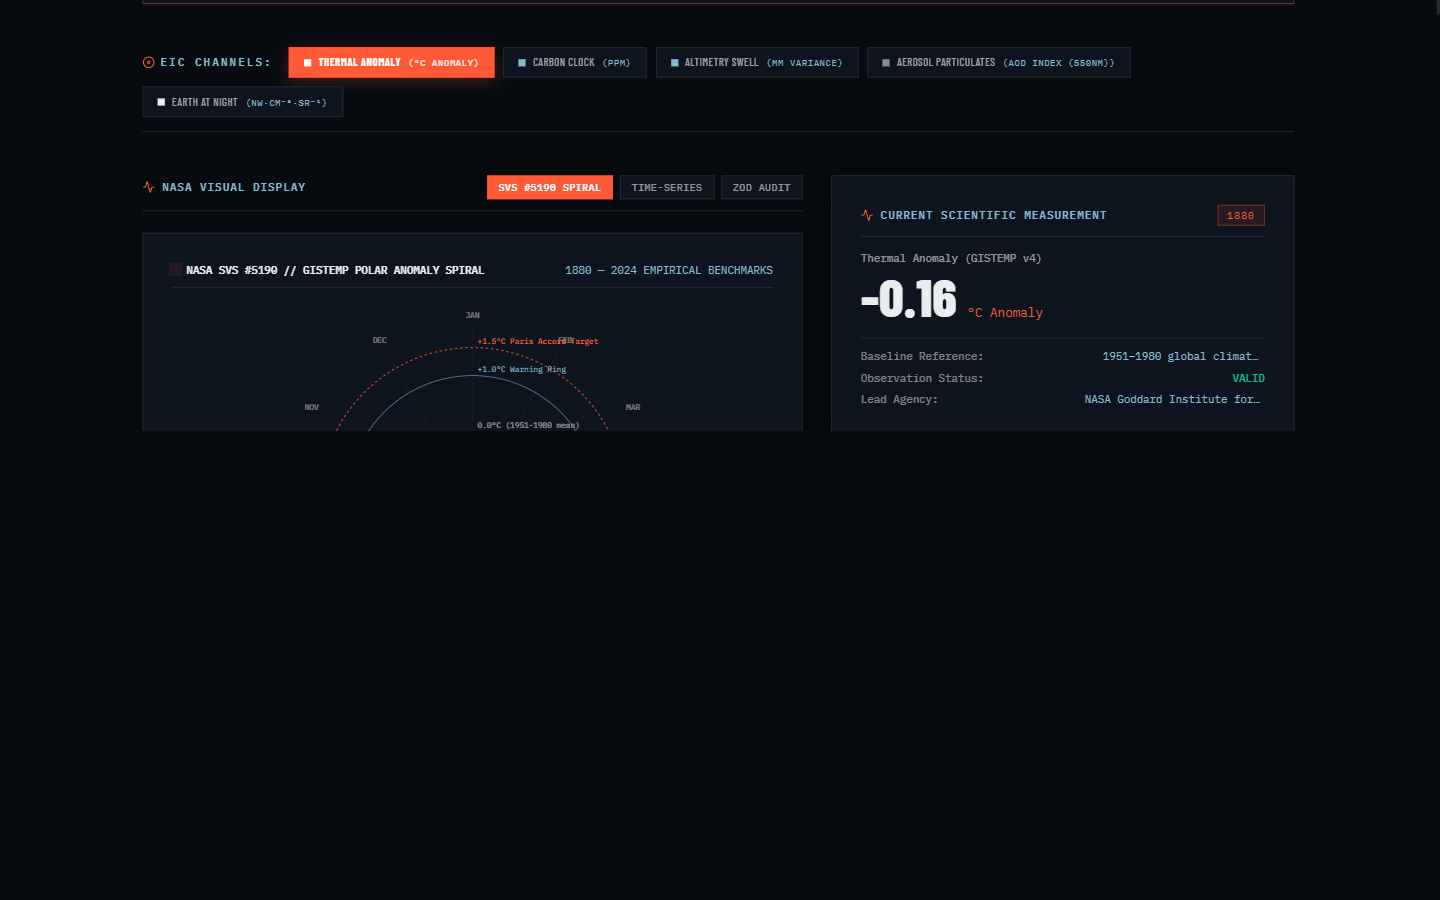 EIC CHANNELS:
THERMAL ANOMALY (°C ANOMALY)
CARBON CLOCK (PPM)
ALTIMETRY SWELL (MM VARIANCE)
AEROSOL PARTICULATES (AOD INDEX (550NM))
EARTH AT NIGHT (NW·CM⁻²·SR⁻¹)
NASA VISUAL DISPLAY
SVS #5190 SPIRAL
TIME-SERIES
ZOD AUDIT
NASA SVS #5190 // GISTEMP POLAR ANOMALY SPIRAL
1880 — 2024 EMPIRICAL BENCHMARKS
JAN
DEC
+1.5°C Paris Accord Target
FEB
+1.0°C Warning Ring
NOV
MAR
0.0°C (1951-1980 mean)
CURRENT SCIENTIFIC MEASUREMENT
1880
Thermal Anomaly (GISTEMP v4)
-0.16 °C Anomaly
Baseline Reference: 1951-1980 global climat…
Observation Status: VALID
Lead Agency: NASA Goddard Institute for…